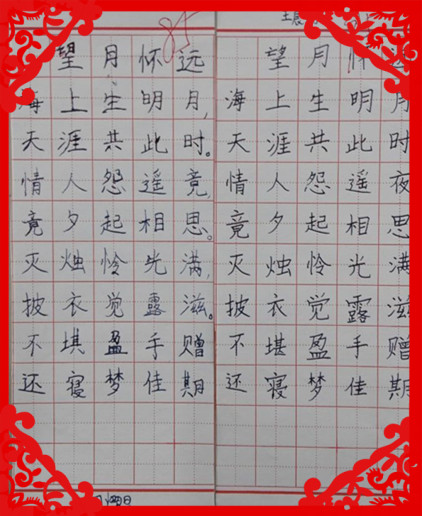 85
望月怀远
海上生明月,
天涯共此时。
情人怨遥竟,
竟夕起相思。
灭烛怜光满,
披衣觉露滋。
不堪盈手赠
还寝梦佳期
望月怀远
海上生明月
天涯共此时
情人怨遥夜
竟夕起相思
灭烛怜光满
披衣觉露滋
不堪盈手赠
还寝梦佳期